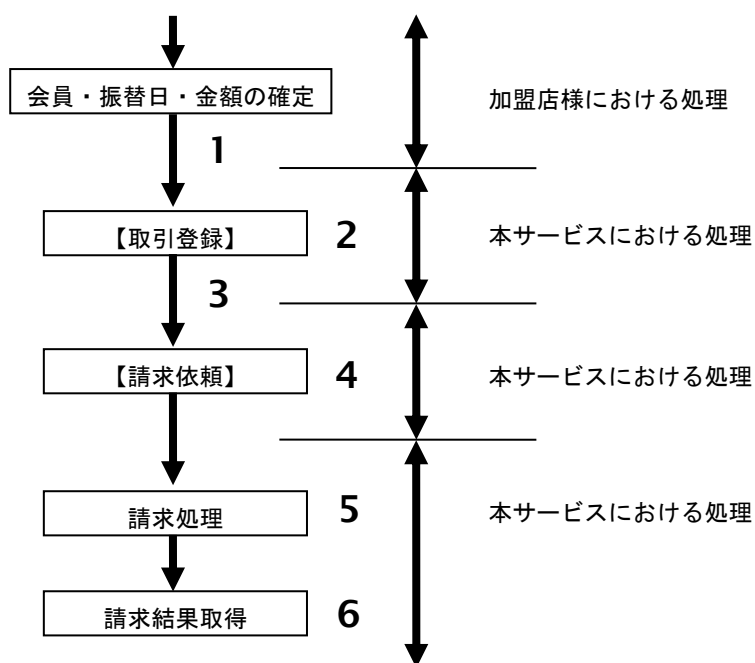 会員・振替日・金額の確定
加盟店様における処理
1
【取引登録】
2
本サービスにおける処理
3
【請求依頼】
4
本サービスにおける処理
請求処理
5
本サービスにおける処理
請求結果取得
6